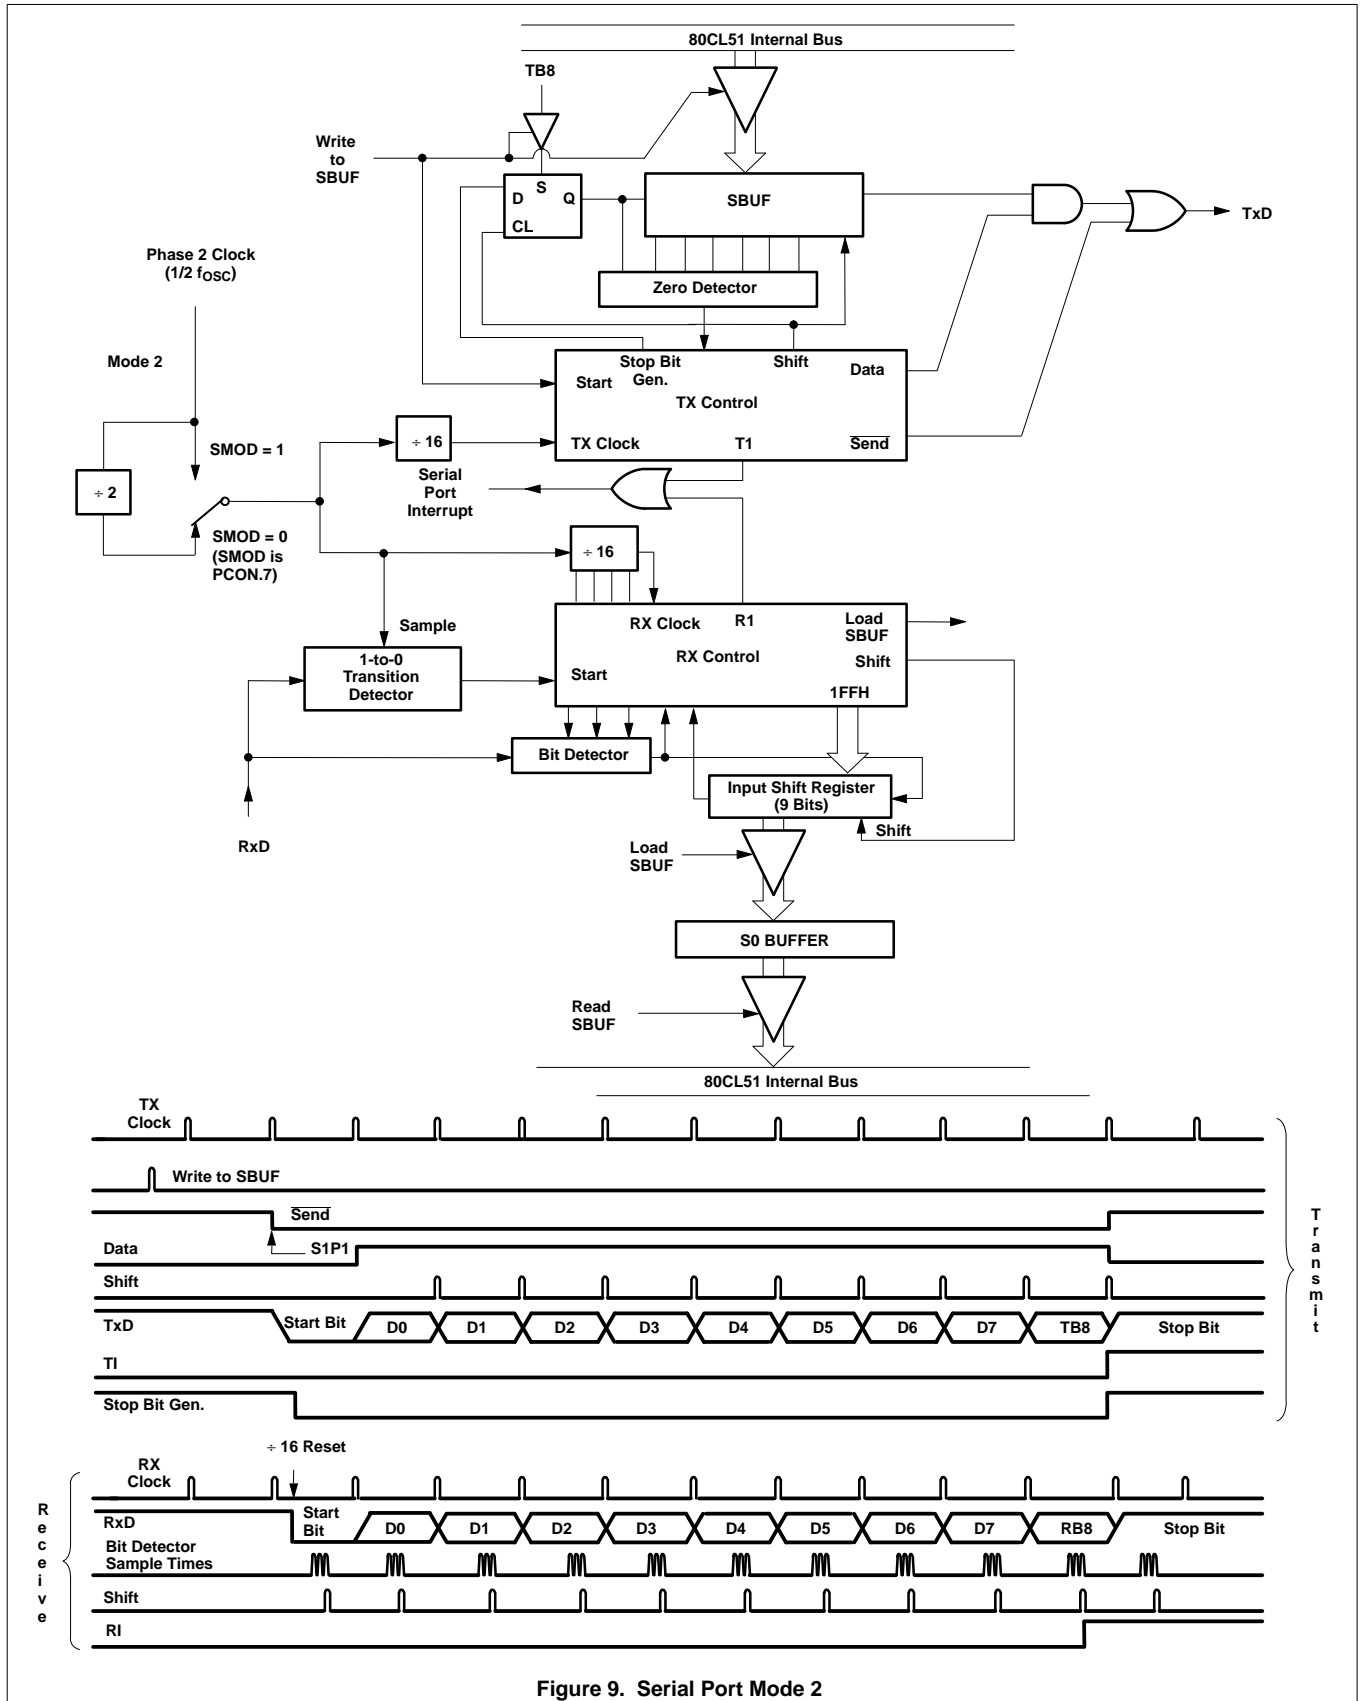 80CL51 Internal Bus
TB8
Write
to
SBUF
S
D
Q
CL
SBUF
TxD
Phase 2 Clock
(1/2 fOSC)
Zero Detector
Mode 2
Stop Bit
Gen.
Shift
Data
Start
TX Control
SMOD = 1
÷ 16
TX Clock
T1
Send
÷ 2
Serial
Port
Interrupt
SMOD = 0
(SMOD is
PCON.7)
÷ 16
Sample
RX Clock
R1
Load
SBUF
RX Control
Shift
1-to-0
Transition
Detector
Start
1FFH
Bit Detector
Input Shift Register
(9 Bits)
Shift
RxD
Load
SBUF
S0 BUFFER
Read
SBUF
80CL51 Internal Bus
TX
Clock
Write to SBUF
Send
S1P1
Data
Shift
TxD
Start Bit
D0
D1
D2
D3
D4
D5
D6
D7
TB8
Stop Bit
TI
Stop Bit Gen.
Transmit
÷ 16 Reset
RX
Clock
RxD
Start
Bit
D0
D1
D2
D3
D4
D5
D6
D7
RB8
Stop Bit
Bit Detector
Sample Times
Shift
RI
Receive
Figure 9. Serial Port Mode 2